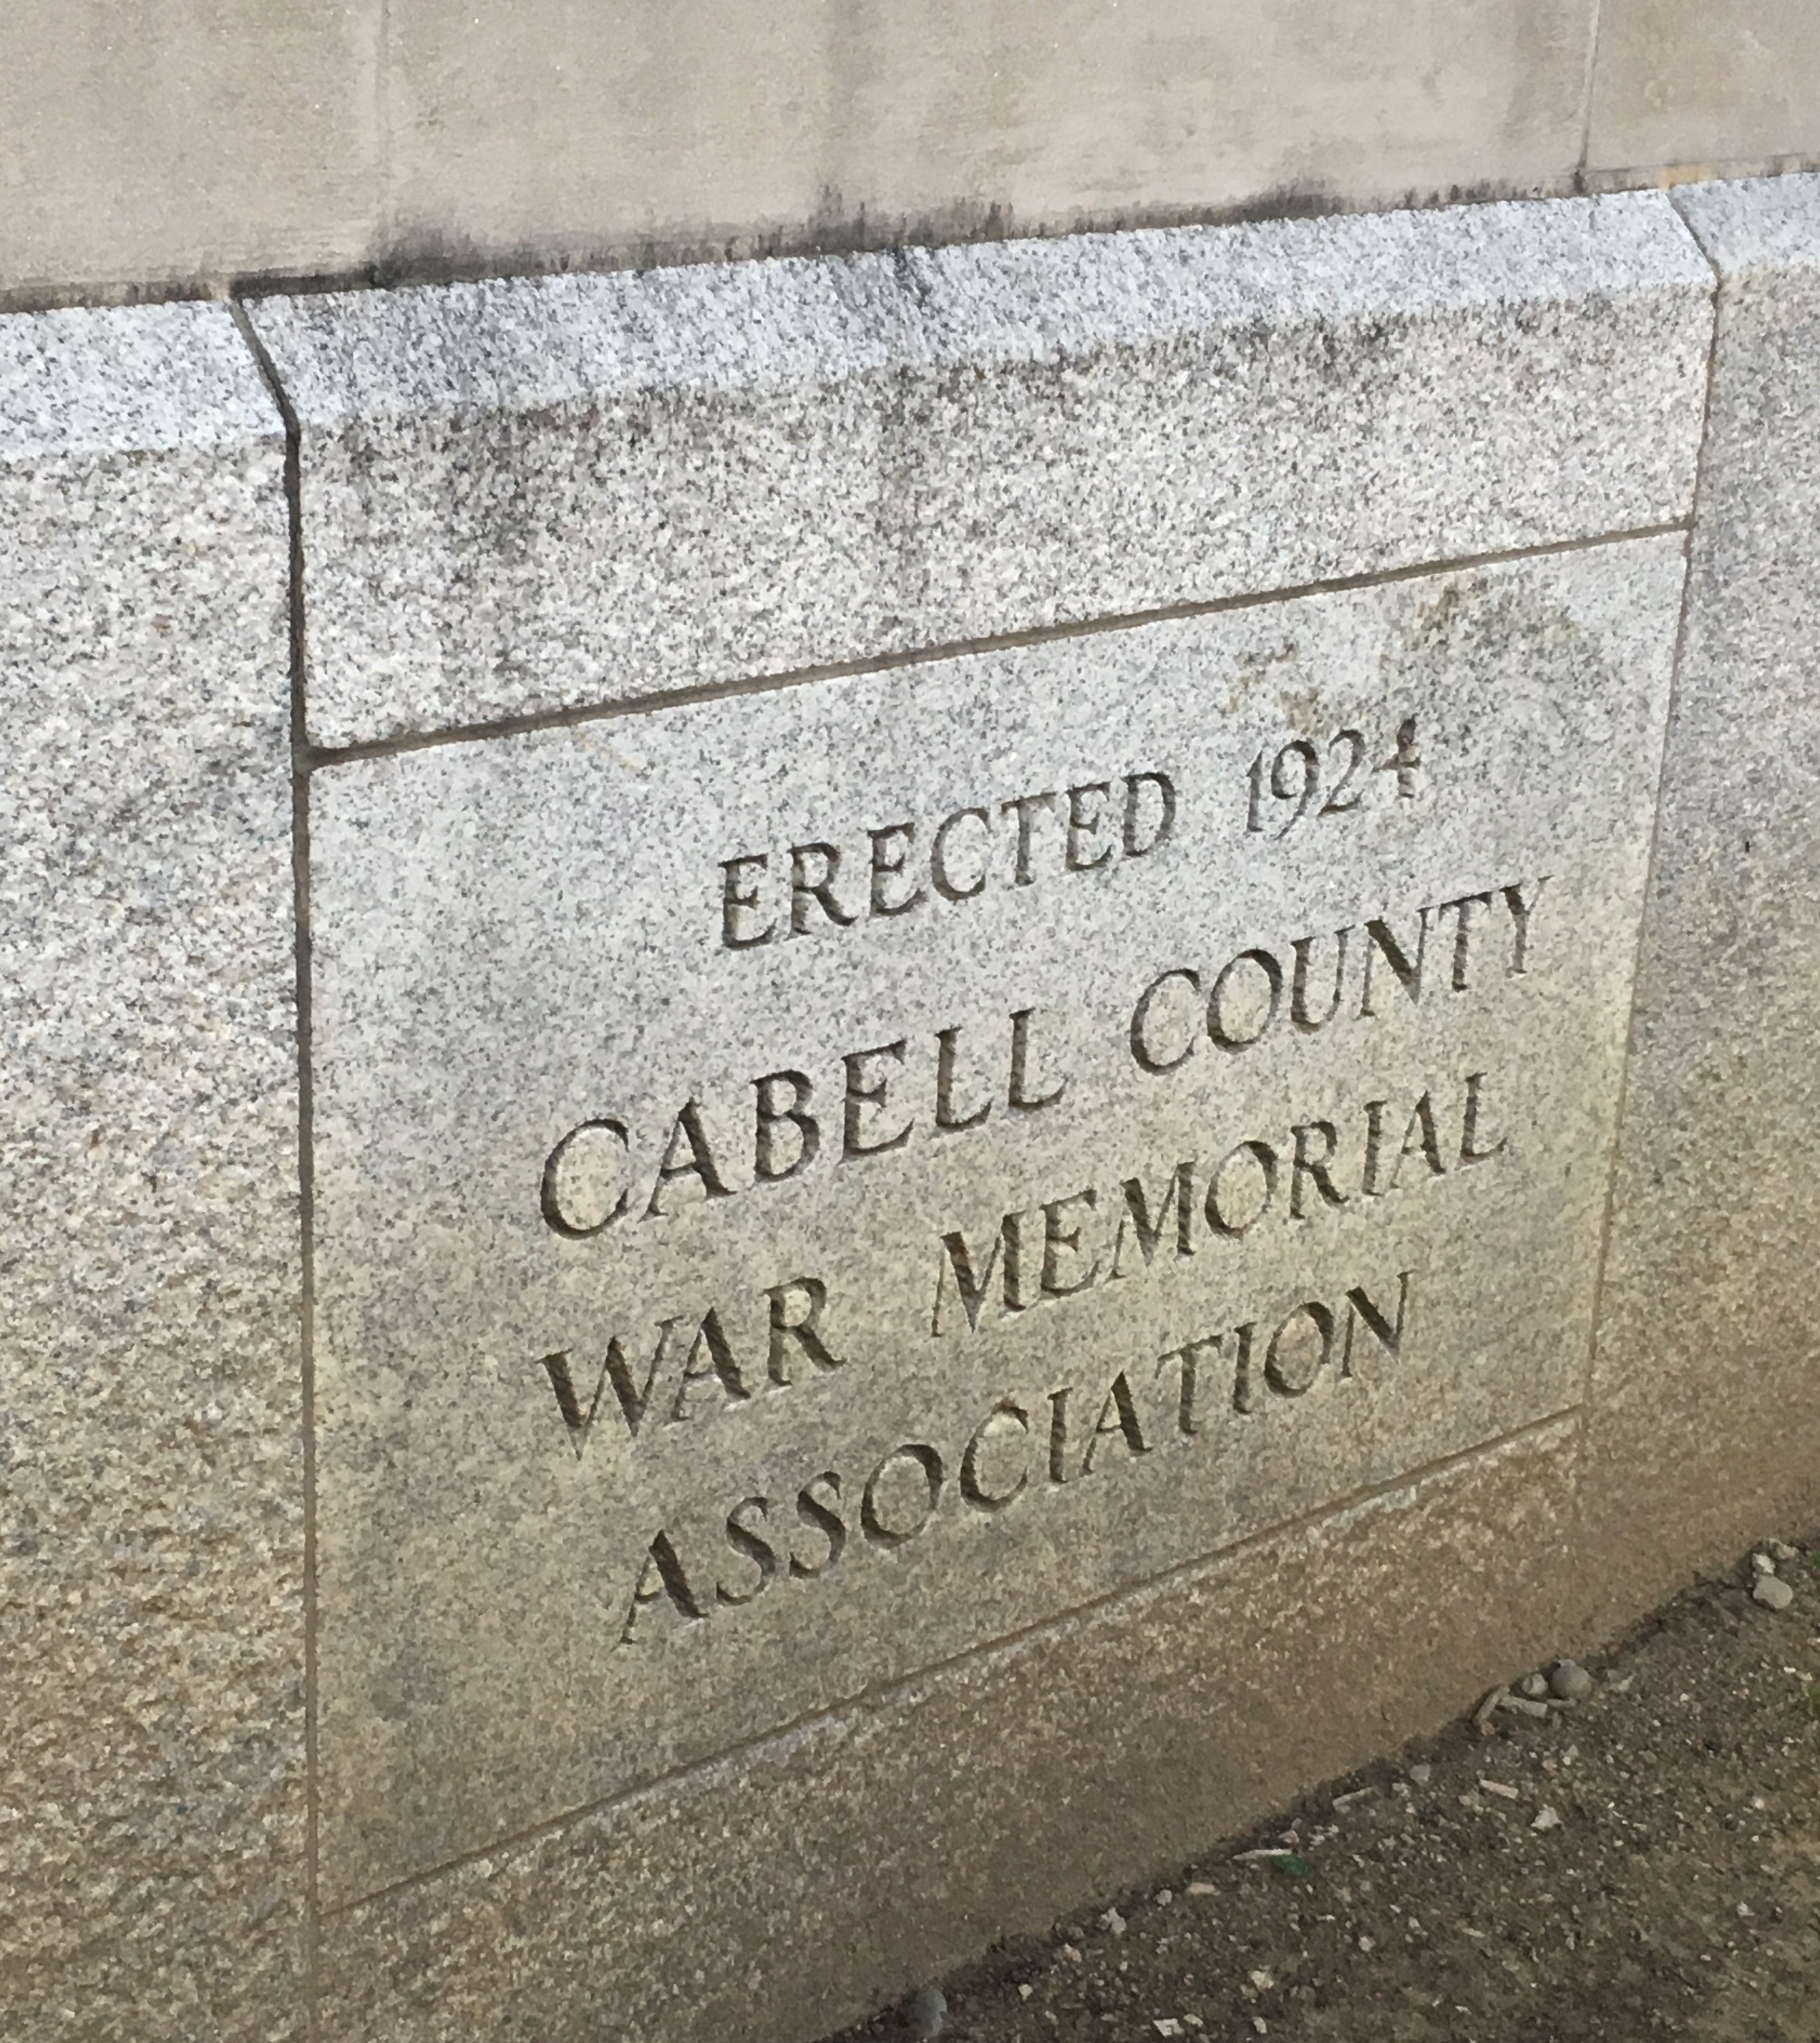 ERECTED 1924
CABELL COUNTY
WAR MEMORIAL
ASSOCIATION